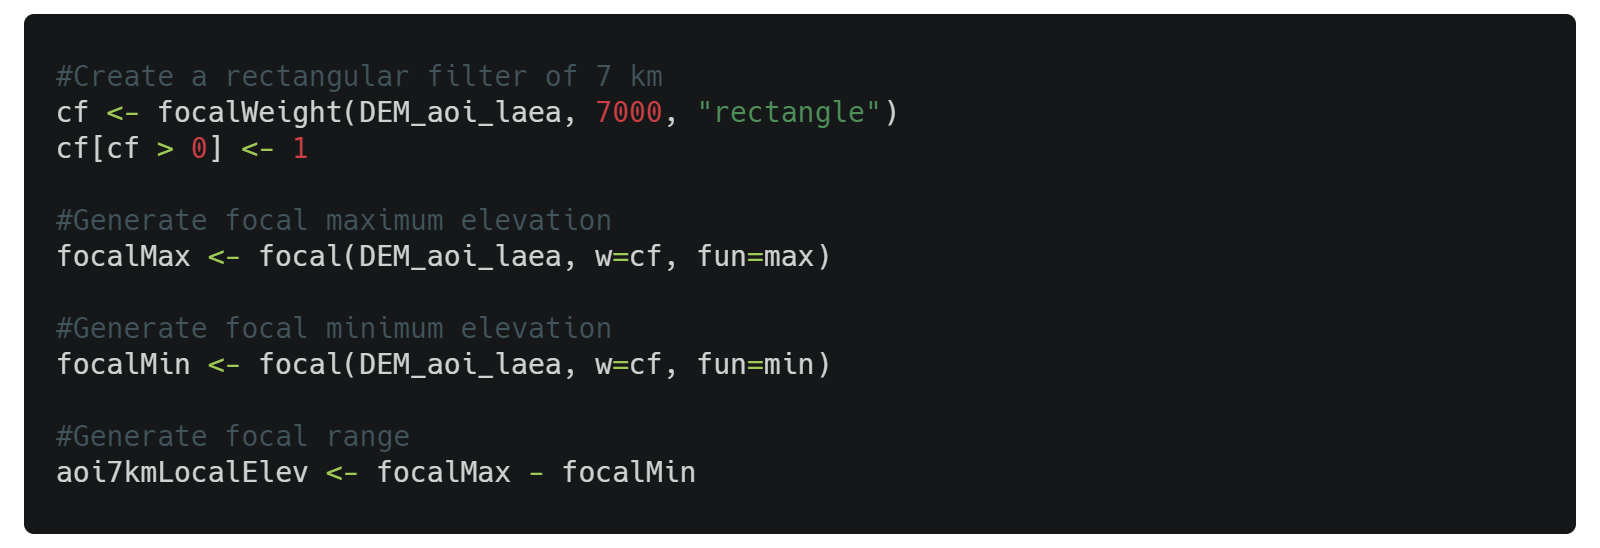 #Create a rectangular filter of 7 km
cf <- focalWeight(DEM_aoi_laea, 7000, "rectangle")
cf[cf > 0] <- 1
#Generate focal maximum elevation
focalMax <- focal(DEM_aoi_laea, w=cf, fun=max)
#Generate focal minimum elevation
focalMin <- focal(DEM_aoi_laea, w=cf, fun=min)
#Generate focal range
aoi7kmLocalElev <- focalMax - focalMin